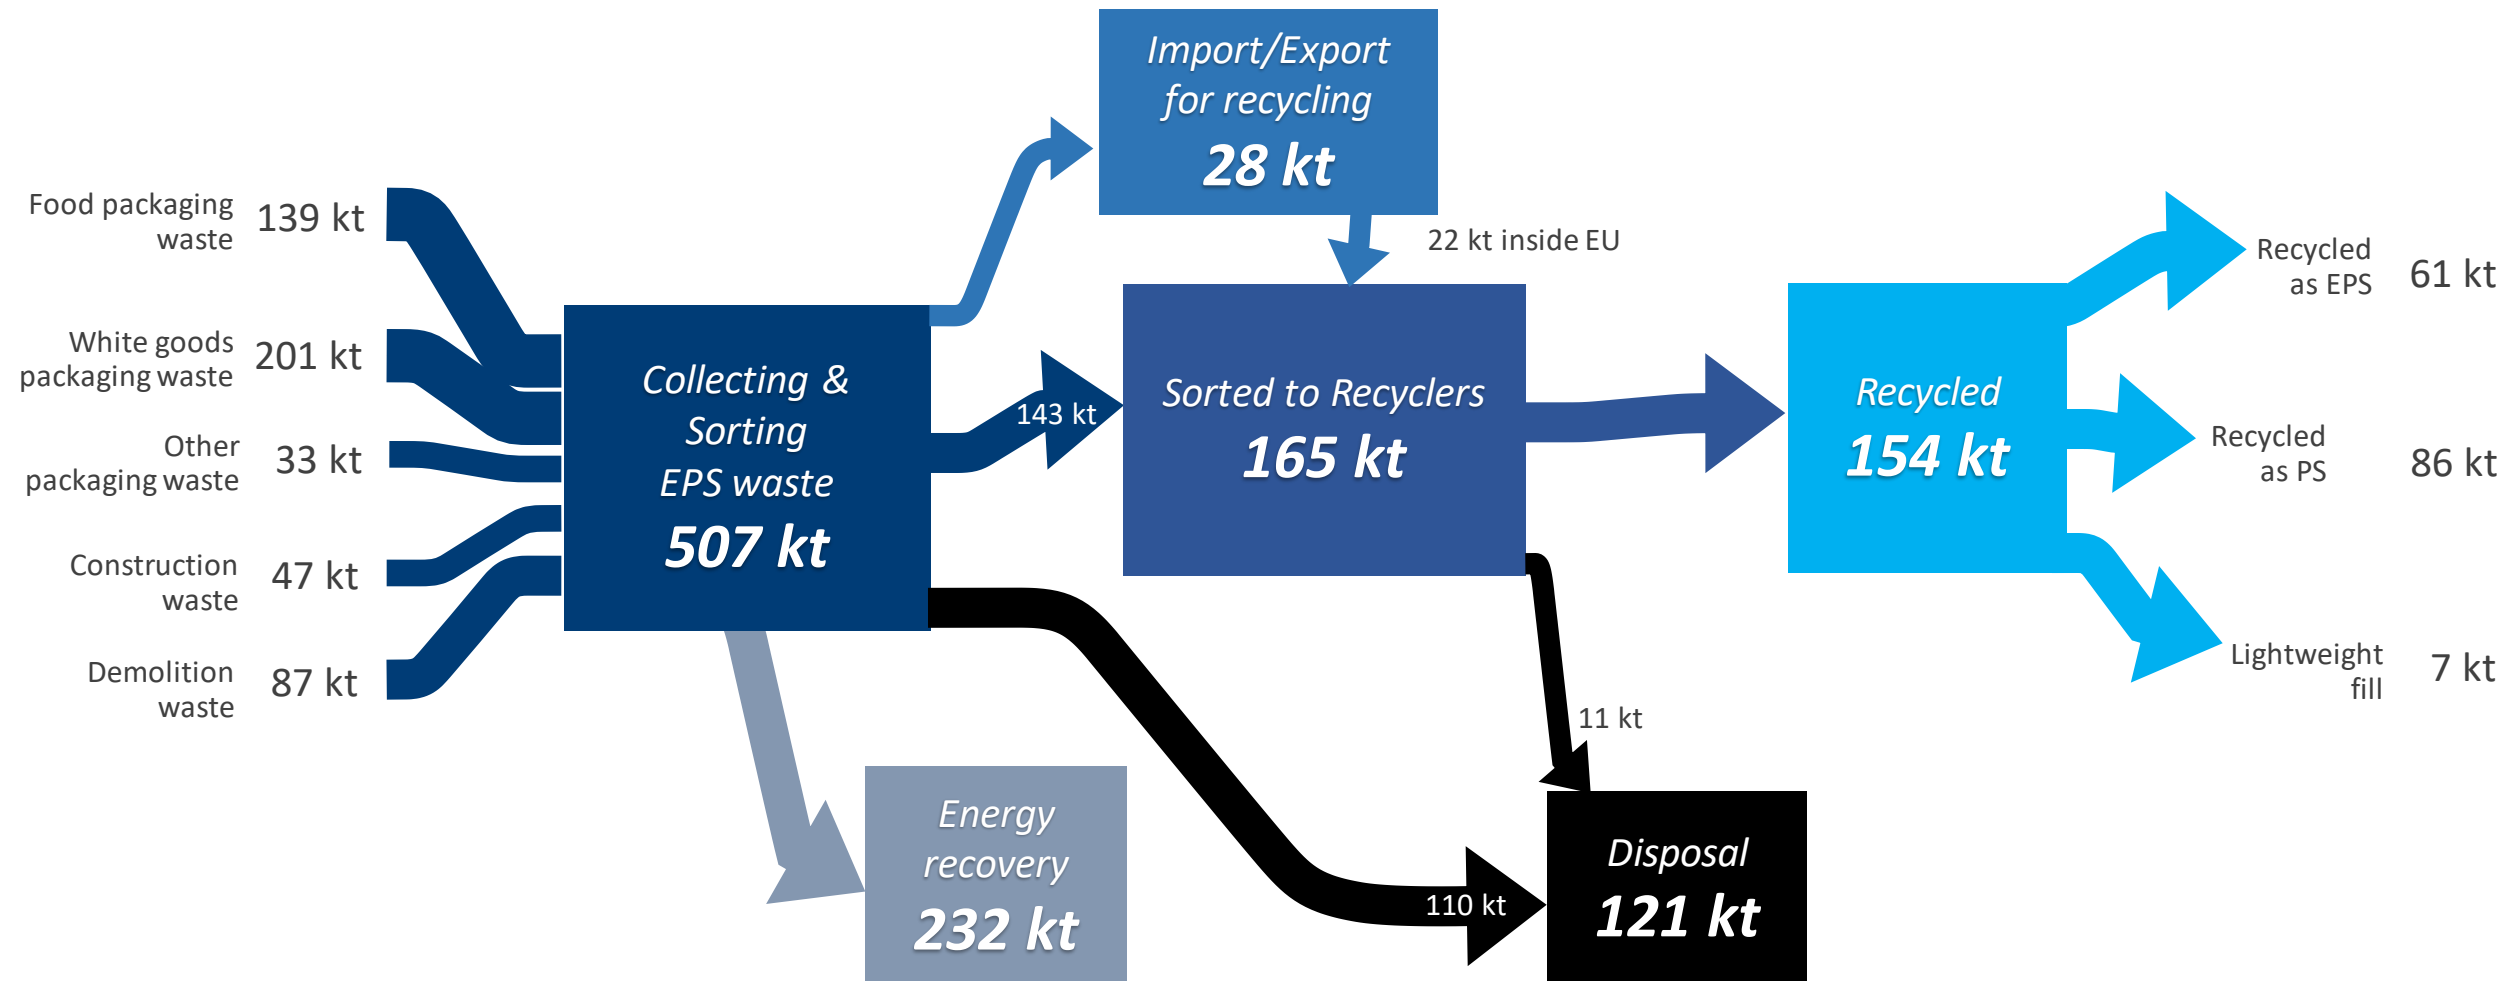 Import/Export
for recycling
28 kt
22 kt inside EU
Food packaging
waste
139 kt
White goods
packaging waste
201 kt
Other
packaging waste
33 kt
Construction
waste
47 kt
Demolition
waste
87 kt
Collecting &
Sorting
EPS waste
507 kt
143 kt
Sorted to Recyclers
165 kt
Recycled
154 kt
Recycled
as EPS
61 kt
Recycled
as PS
86 kt
Lightweight
fill
7 kt
11 kt
Energy
recovery
232 kt
110 kt
Disposal
121 kt